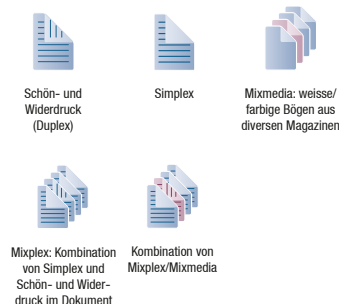 Schön- und
Widerdruck
(Duplex)
Simplex
Mixmedia: weisse/
farbige Bögen aus
diversen Magazinen
Mixplex: Kombination
von Simplex und
Schön- und Wider-
druck im Dokument
Kombination von
Mixplex/Mixmedia